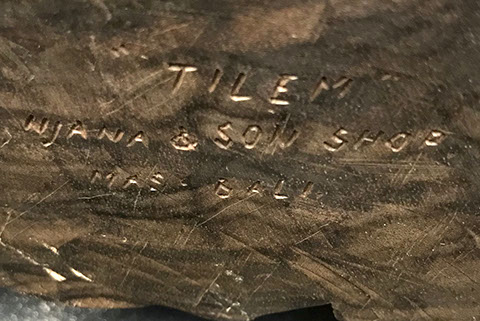 TILEM
WJANA & SON SHOP
MAS - BALI